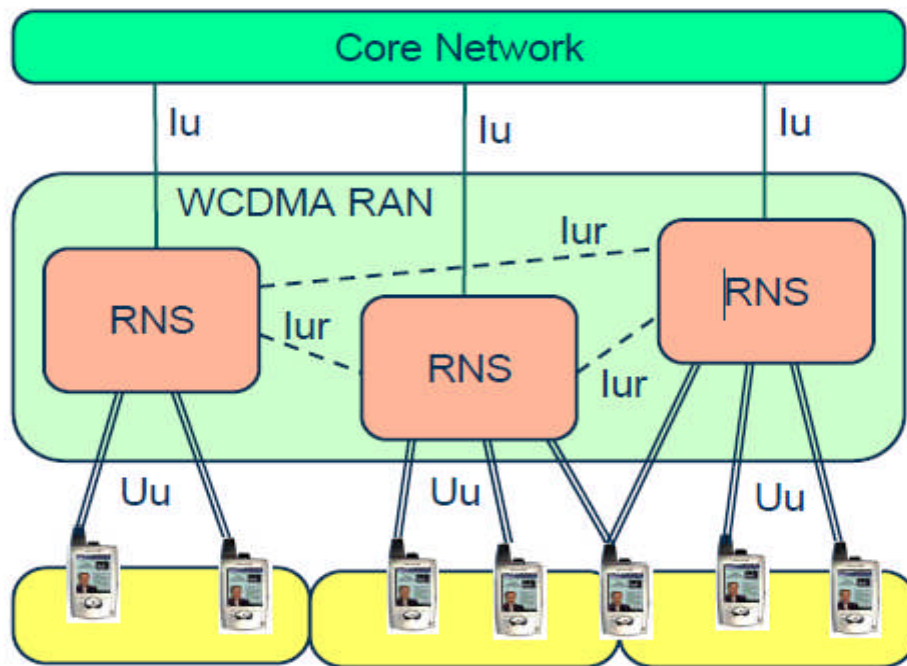 Core Network
Iu
Iu
Iu
WCDMA RAN
Iur
RNS
RNS
Iur
RNS
Iur
Uu
Uu
Uu